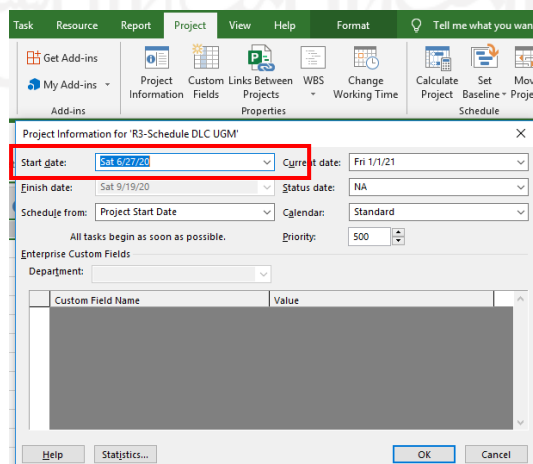 Task Resource Report Project View Help Format Tell me what you wan
Get Add-ins
My Add-ins
Project Information
Custom Fields
Links Between Projects
WBS
Change Working Time
Calculate Project
Set Baseline
Mov Proje
Add-ins Properties Schedule
Project Information for 'R3-Schedule DLC UGM'
Start date: Sat 6/27/20 Current date: Fri 1/1/21
Finish date: Sat 9/19/20 Status date: NA
Schedule from: Project Start Date Calendar: Standard
All tasks begin as soon as possible. Priority: 500
Enterprise Custom Fields
Department:
Custom Field Name Value
Help Statistics... OK Cancel